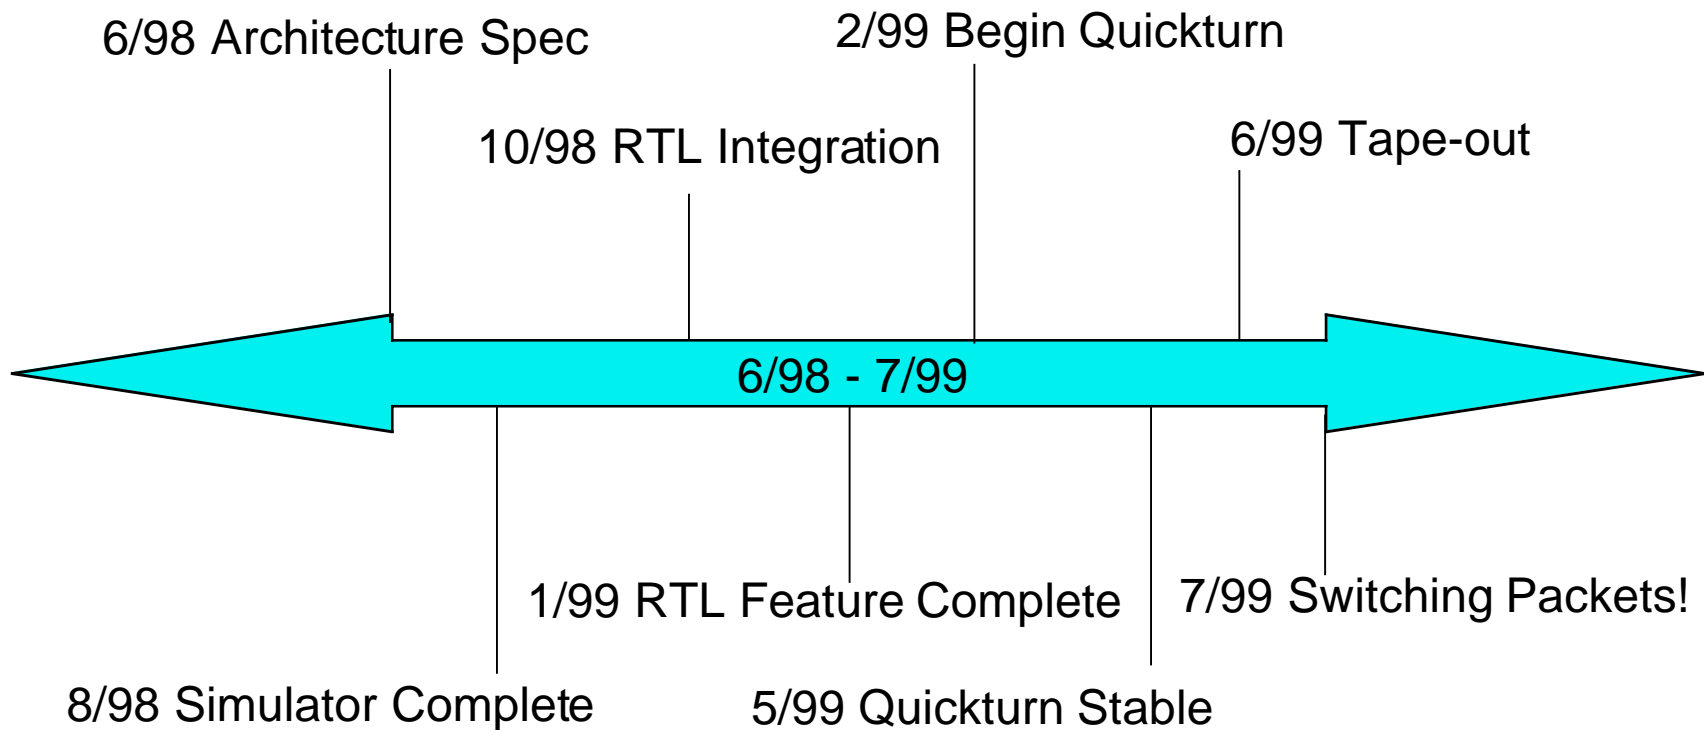 6/98 Architecture Spec
2/99 Begin Quickturn
10/98 RTL Integration
6/99 Tape-out
6/98 - 7/99
1/99 RTL Feature Complete
7/99 Switching Packets!
8/98 Simulator Complete
5/99 Quickturn Stable